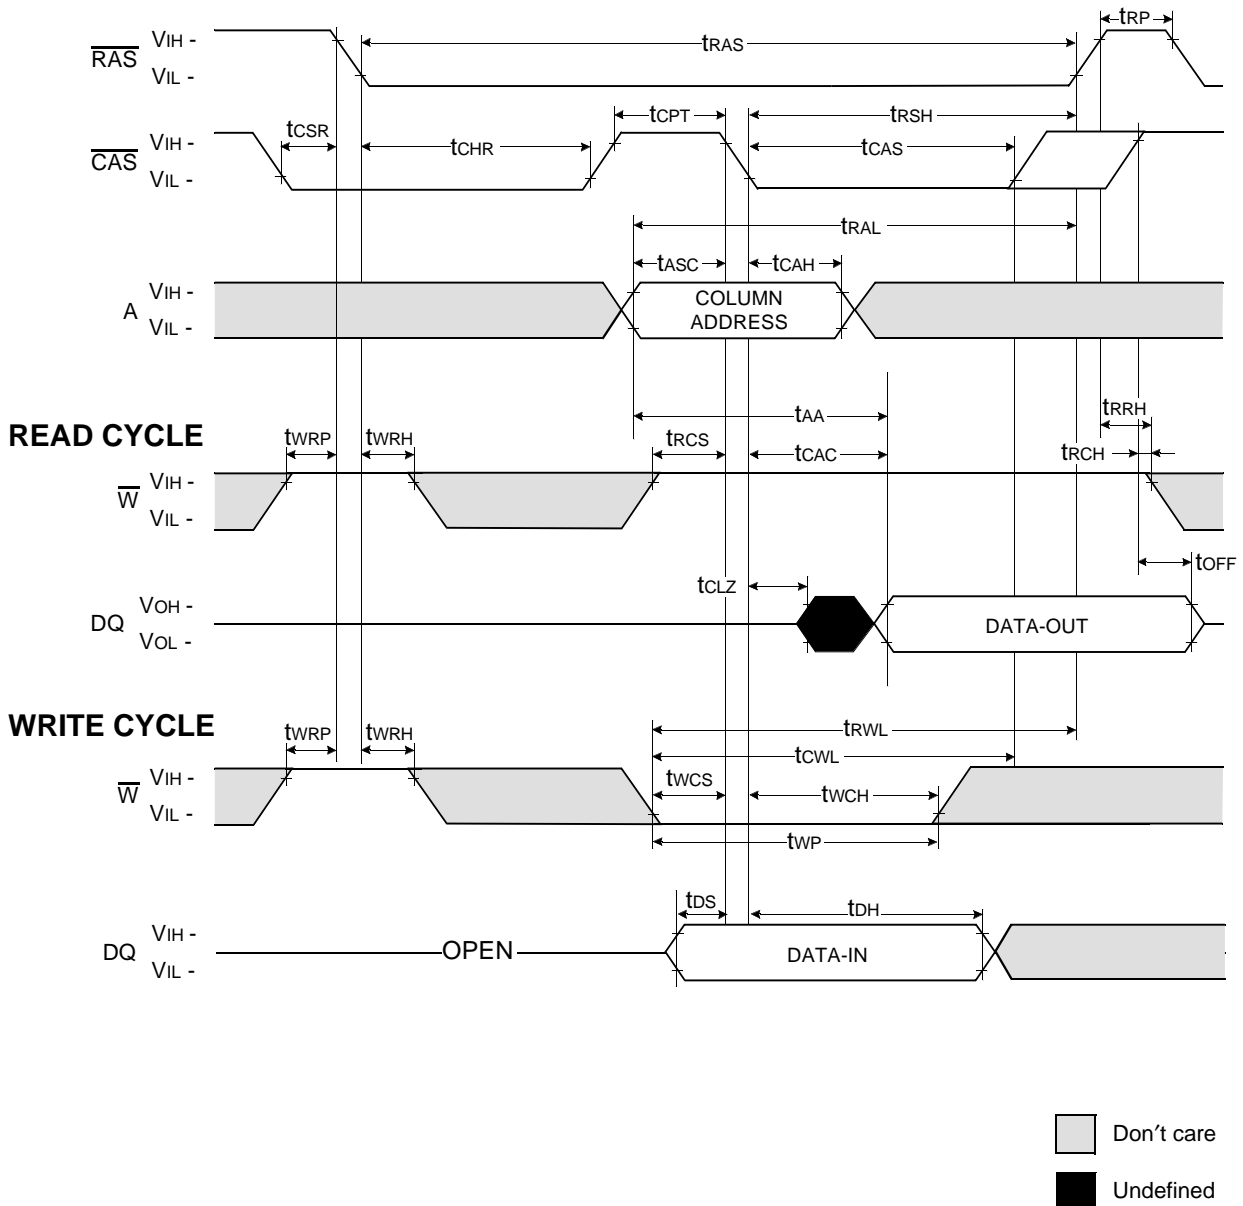 tRP
VIH -
tRAS
RAS
VIL -
tCPT
tRSH
tCSR
VIH -
tCHR
tCAS
CAS
VIL -
tRAL
tASC
tCAH
VIH -
COLUMN
A
ADDRESS
VIL -
tAA
tRRH
READ CYCLE
tWRP
tWRH
tRCS
tCAC
tRCH
VIH -
W
VIL -
tOFF
tCLZ
VOH -
DQ
DATA-OUT
VOL -
WRITE CYCLE
tWRP
tWRH
tRWL
tCWL
VIH -
tWCS
tWCH
W
VIL -
tWP
tDS
tDH
VIH -
DQ
OPEN
DATA-IN
VIL -
Don′t care
Undefined